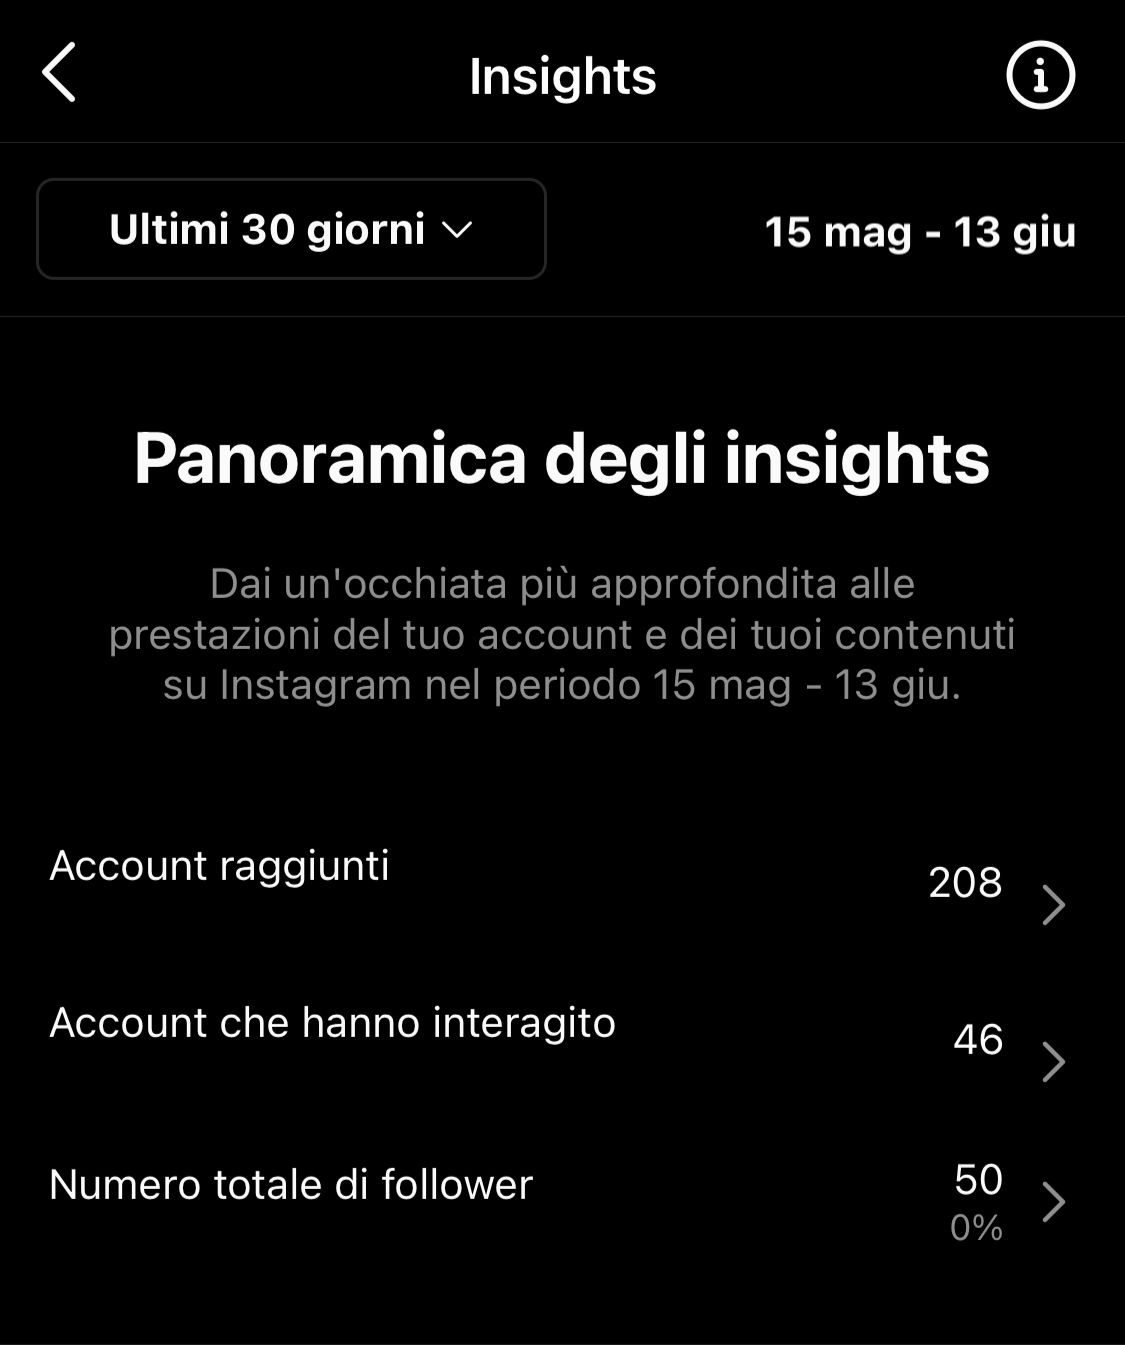 Insights
Ultimi 30 giorni
15 mag - 13 giu
Panoramica degli insights
Dai un'occhiata più approfondita alle
prestazioni del tuo account e dei tuoi contenuti
su Instagram nel periodo 15 mag - 13 giu.
Account raggiunti
208
Account che hanno interagito
46
Numero totale di follower
50
0%